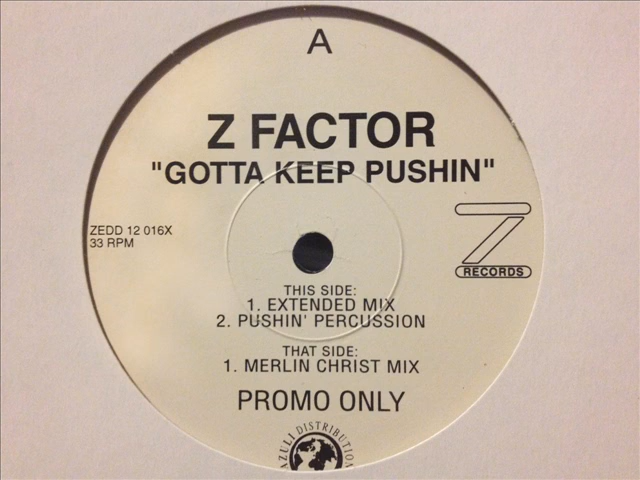 A
Z FACTOR
"GOTTA KEEP PUSHIN"
ZEDD 12 016X
33 RPM
Z
RECORDS
THIS SIDE:
1. EXTENDED MIX
2. PUSHIN' PERCUSSION
THAT SIDE:
1. MERLIN CHRIST MIX
PROMO ONLY
AZULI DISTRIBUTION